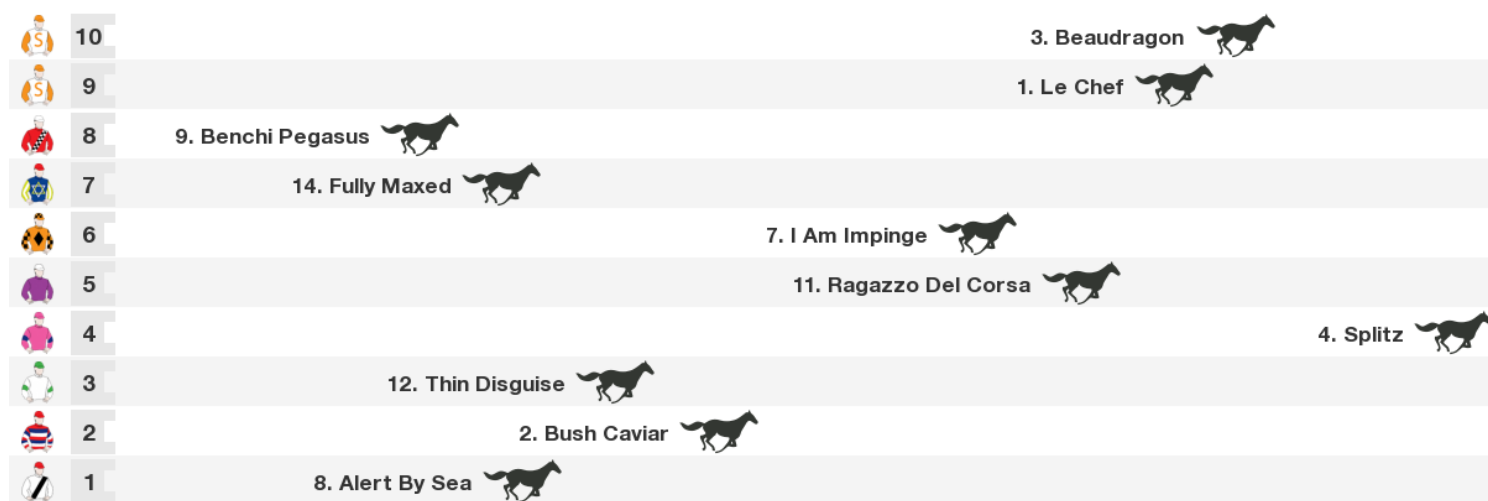 10 3. Beaudragon
9 1. Le Chef
8 9. Benchi Pegasus
7 14. Fully Maxed
6 7. I Am Impinge
5 11. Ragazzo Del Corsa
4 4. Splitz
3 12. Thin Disguise
2 2. Bush Caviar
1 8. Alert By Sea